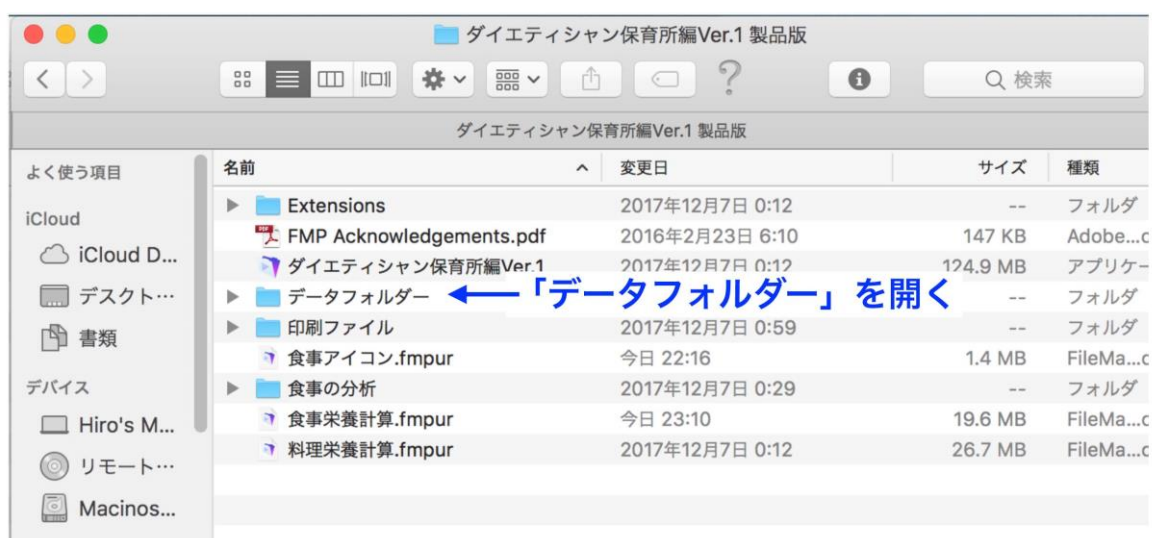 ダイエティシャン保育所編Ver.1 製品版
検索
ダイエティシャン保育所編Ver.1 製品版
よく使う項目
iCloud
iCloud D...
デスクト…
書類
デバイス
Hiro's M...
リモート…
Macinos...
名前 変更日 サイズ 種類
Extensions 2017年12月7日 0:12 -- フォルダ
FMP Acknowledgements.pdf 2016年2月23日 6:10 147 KB Adobe...
ダイエティシャン保育所編Ver.1 2017年12月7日 0:12 124.9 MB アプリケー
データフォルダー 「データフォルダー」を開く -- フォルダ
印刷ファイル 2017年12月7日 0:59 -- フォルダ
食事アイコン.fmpur 今日 22:16 1.4 MB FileMa...
食事の分析 2017年12月7日 0:29 -- フォルダ
食事栄養計算.fmpur 今日 23:10 19.6 MB FileMa...
料理栄養計算.fmpur 2017年12月7日 0:12 26.7 MB FileMa...